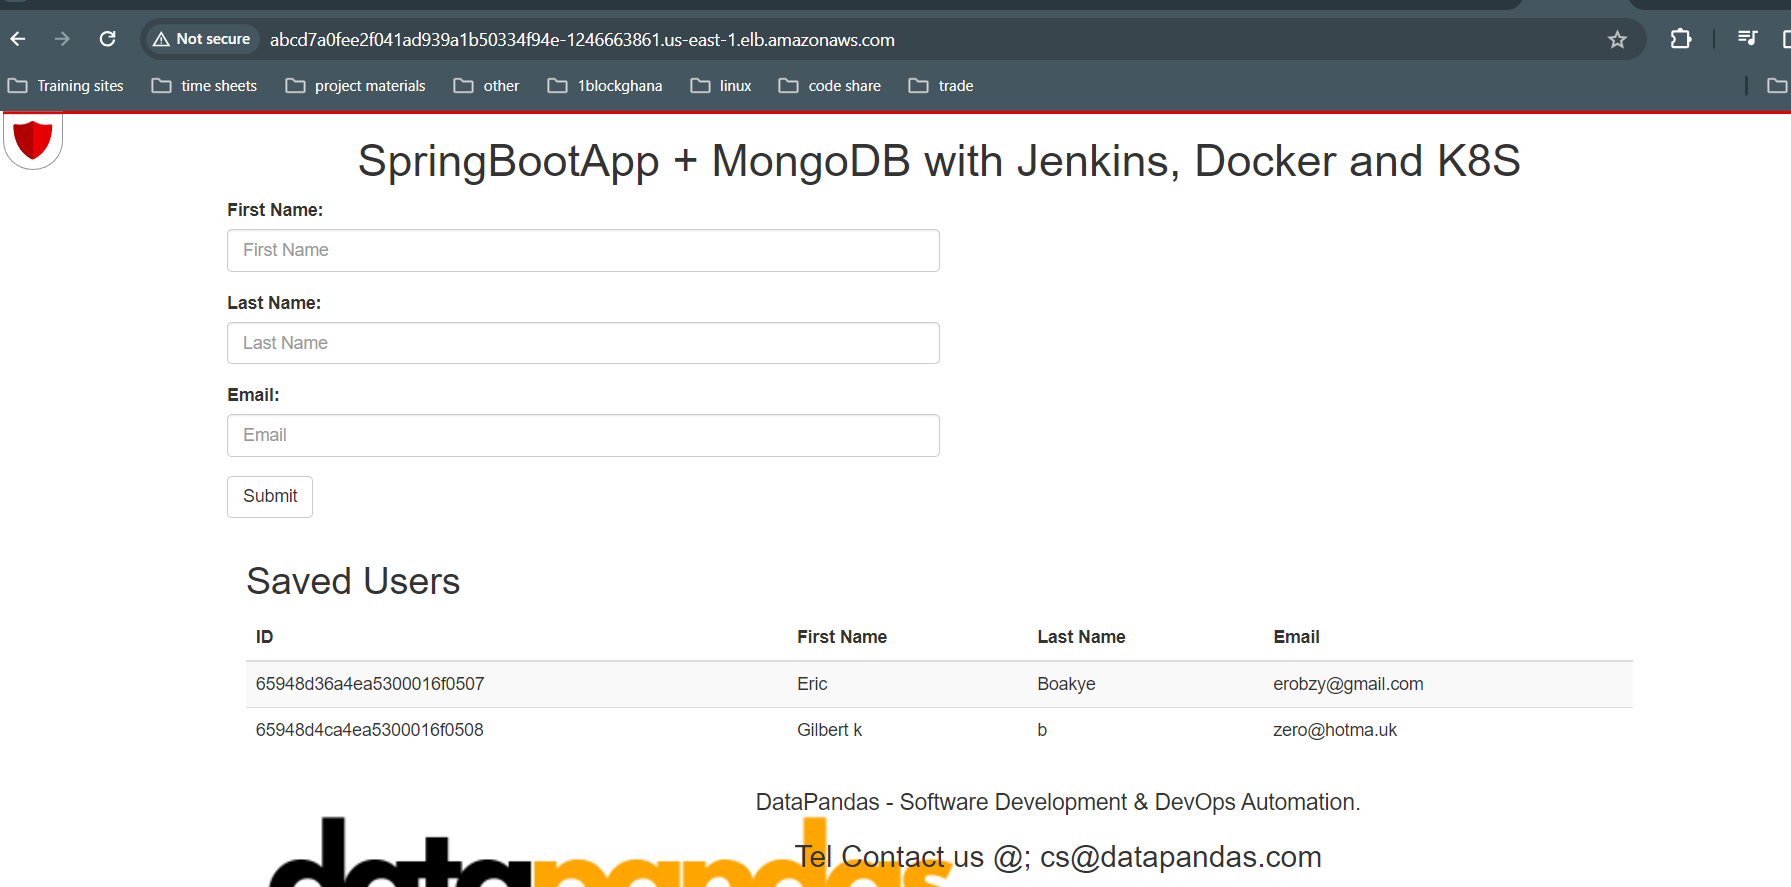 Not secure abcd7a0fee2f041ad939a1b50334f94e-1246663861.us-east-1.elb.amazonaws.com
Training sites time sheets project materials other 1blockghana linux code share trade
SpringBootApp + MongoDB with Jenkins, Docker and K8S
First Name:
First Name
Last Name:
Last Name
Email:
Email
Submit
Saved Users
ID First Name Last Name Email
65948d36a4ea5300016f0507 Eric Boakye erobzy@gmail.com
65948d4ca4ea5300016f0508 Gilbert k b zero@hotma.uk
DataPandas - Software Development & DevOps Automation.
Tel Contact us @; cs@datapandas.com
datapandas